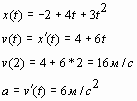 x(t) = −2 + 4t + 3t²
v(t) = x′(t) = 4 + 6t
v(2) = 4 + 6 * 2 = 16м/с
a = v′(t) = 6м/с²